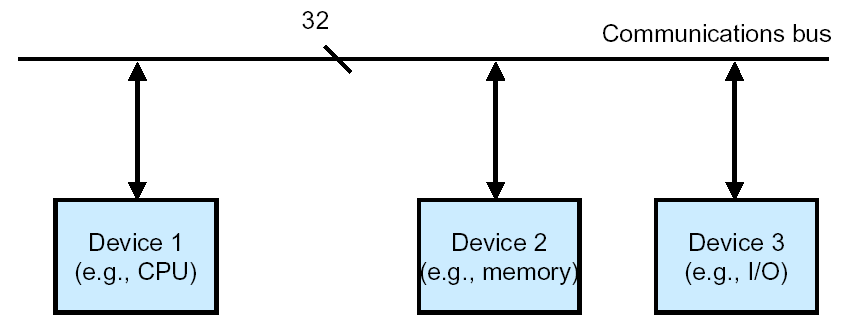 32
Communications bus
Device 1
(e.g., CPU)
Device 2
(e.g., memory)
Device 3
(e.g., I/O)